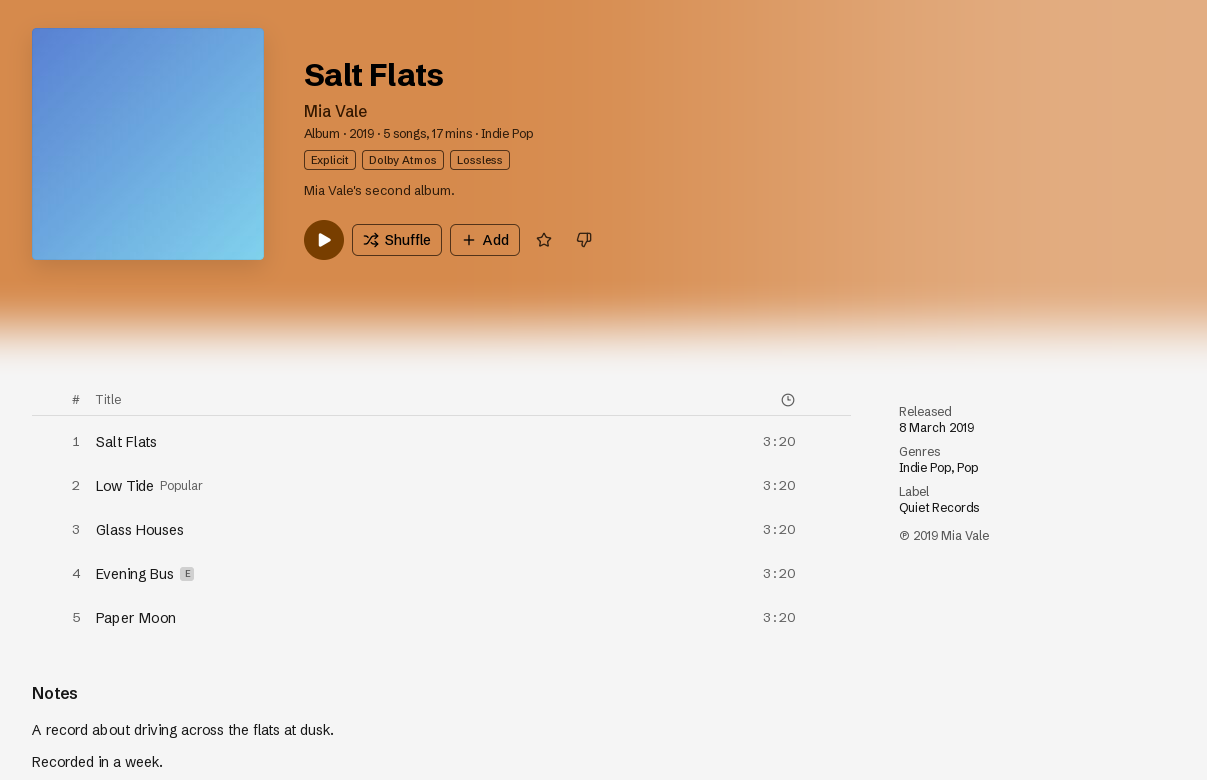 Salt Flats
Mia Vale
Album · 2019 · 5 songs, 17 mins · Indie Pop
Explicit Dolby Atmos Lossless
Mia Vale's second album.
Shuffle Add
# Title
1 Salt Flats 3:20
2 Low Tide Popular 3:20
3 Glass Houses 3:20
4 Evening Bus E 3:20
5 Paper Moon 3:20
Released
8 March 2019
Genres
Indie Pop, Pop
Label
Quiet Records
℗ 2019 Mia Vale
Notes
A record about driving across the flats at dusk.
Recorded in a week.